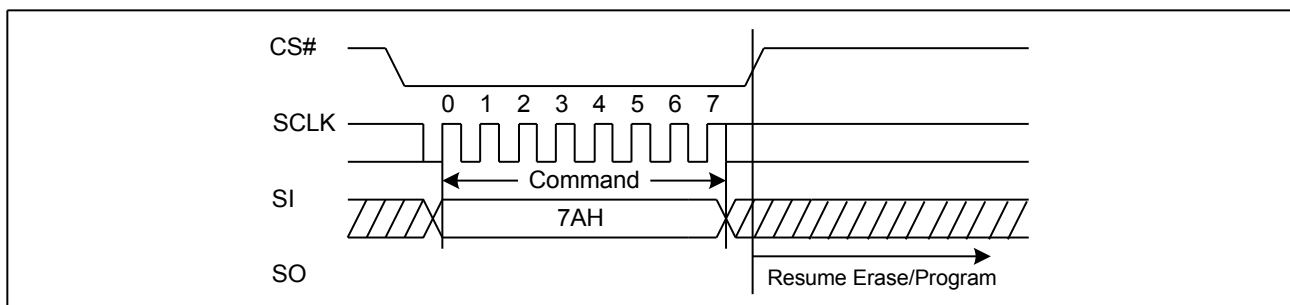 CS#
0 1 2 3 4 5 6 7
SCLK
Command
SI
7AH
SO
Resume Erase/Program